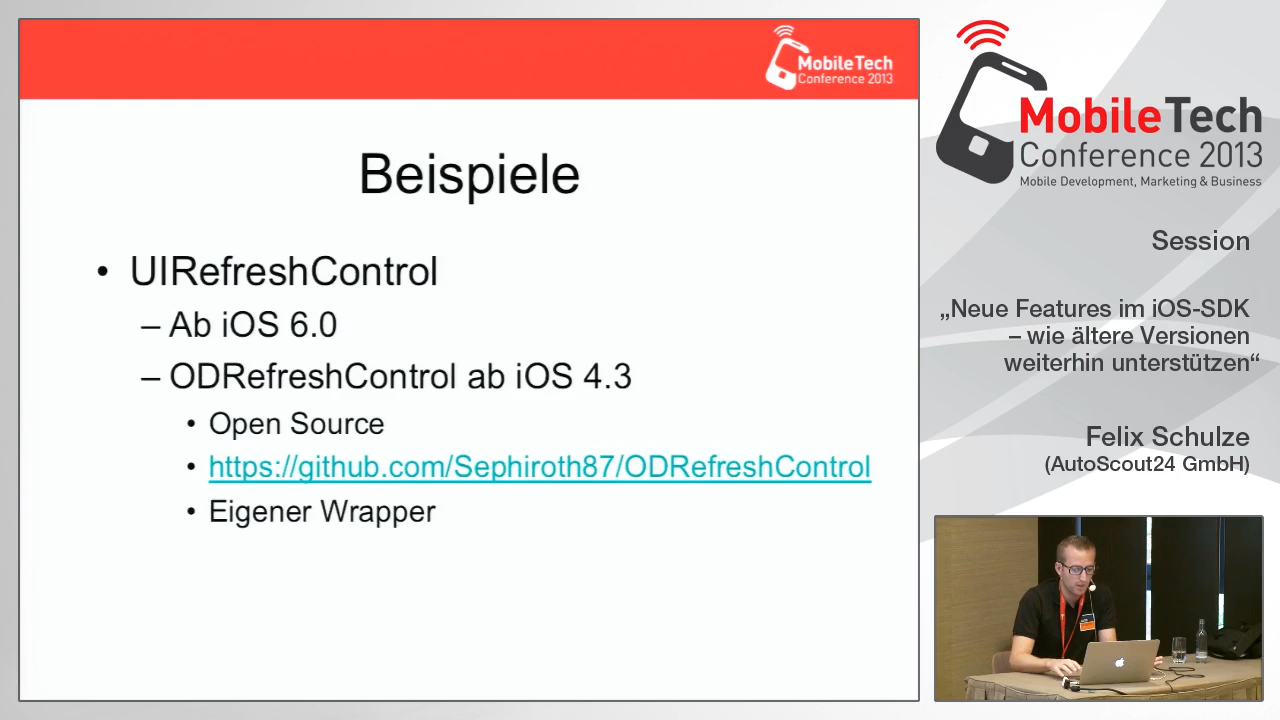 MobileTech
Conference 2013
Beispiele
• UIRefreshControl
– Ab iOS 6.0
– ODRefreshControl ab iOS 4.3
• Open Source
• https://github.com/Sephiroth87/ODRefreshControl
• Eigener Wrapper
MobileTech
Conference 2013
Mobile Development, Marketing & Business
Session
„Neue Features im iOS-SDK
– wie ältere Versionen
weiterhin unterstützen“
Felix Schulze
(AutoScout24 GmbH)